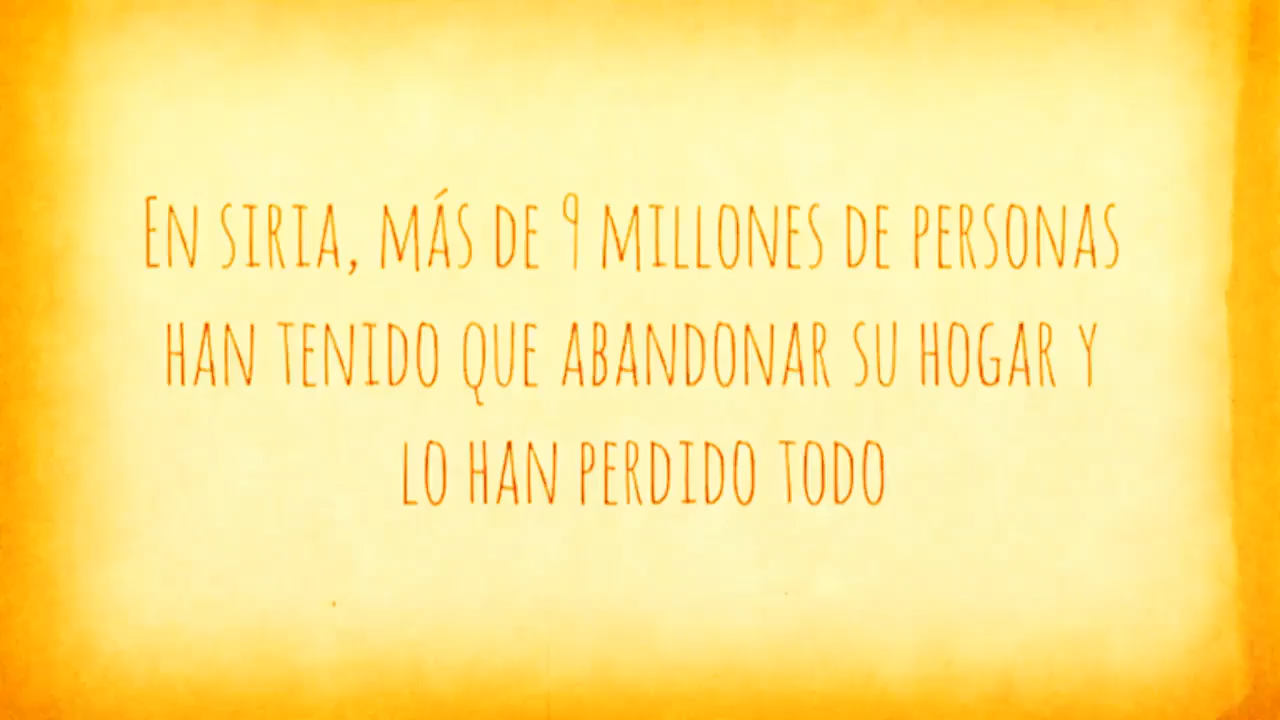 En siria, más de 9 millones de personas
han tenido que abandonar su hogar y
lo han perdido todo